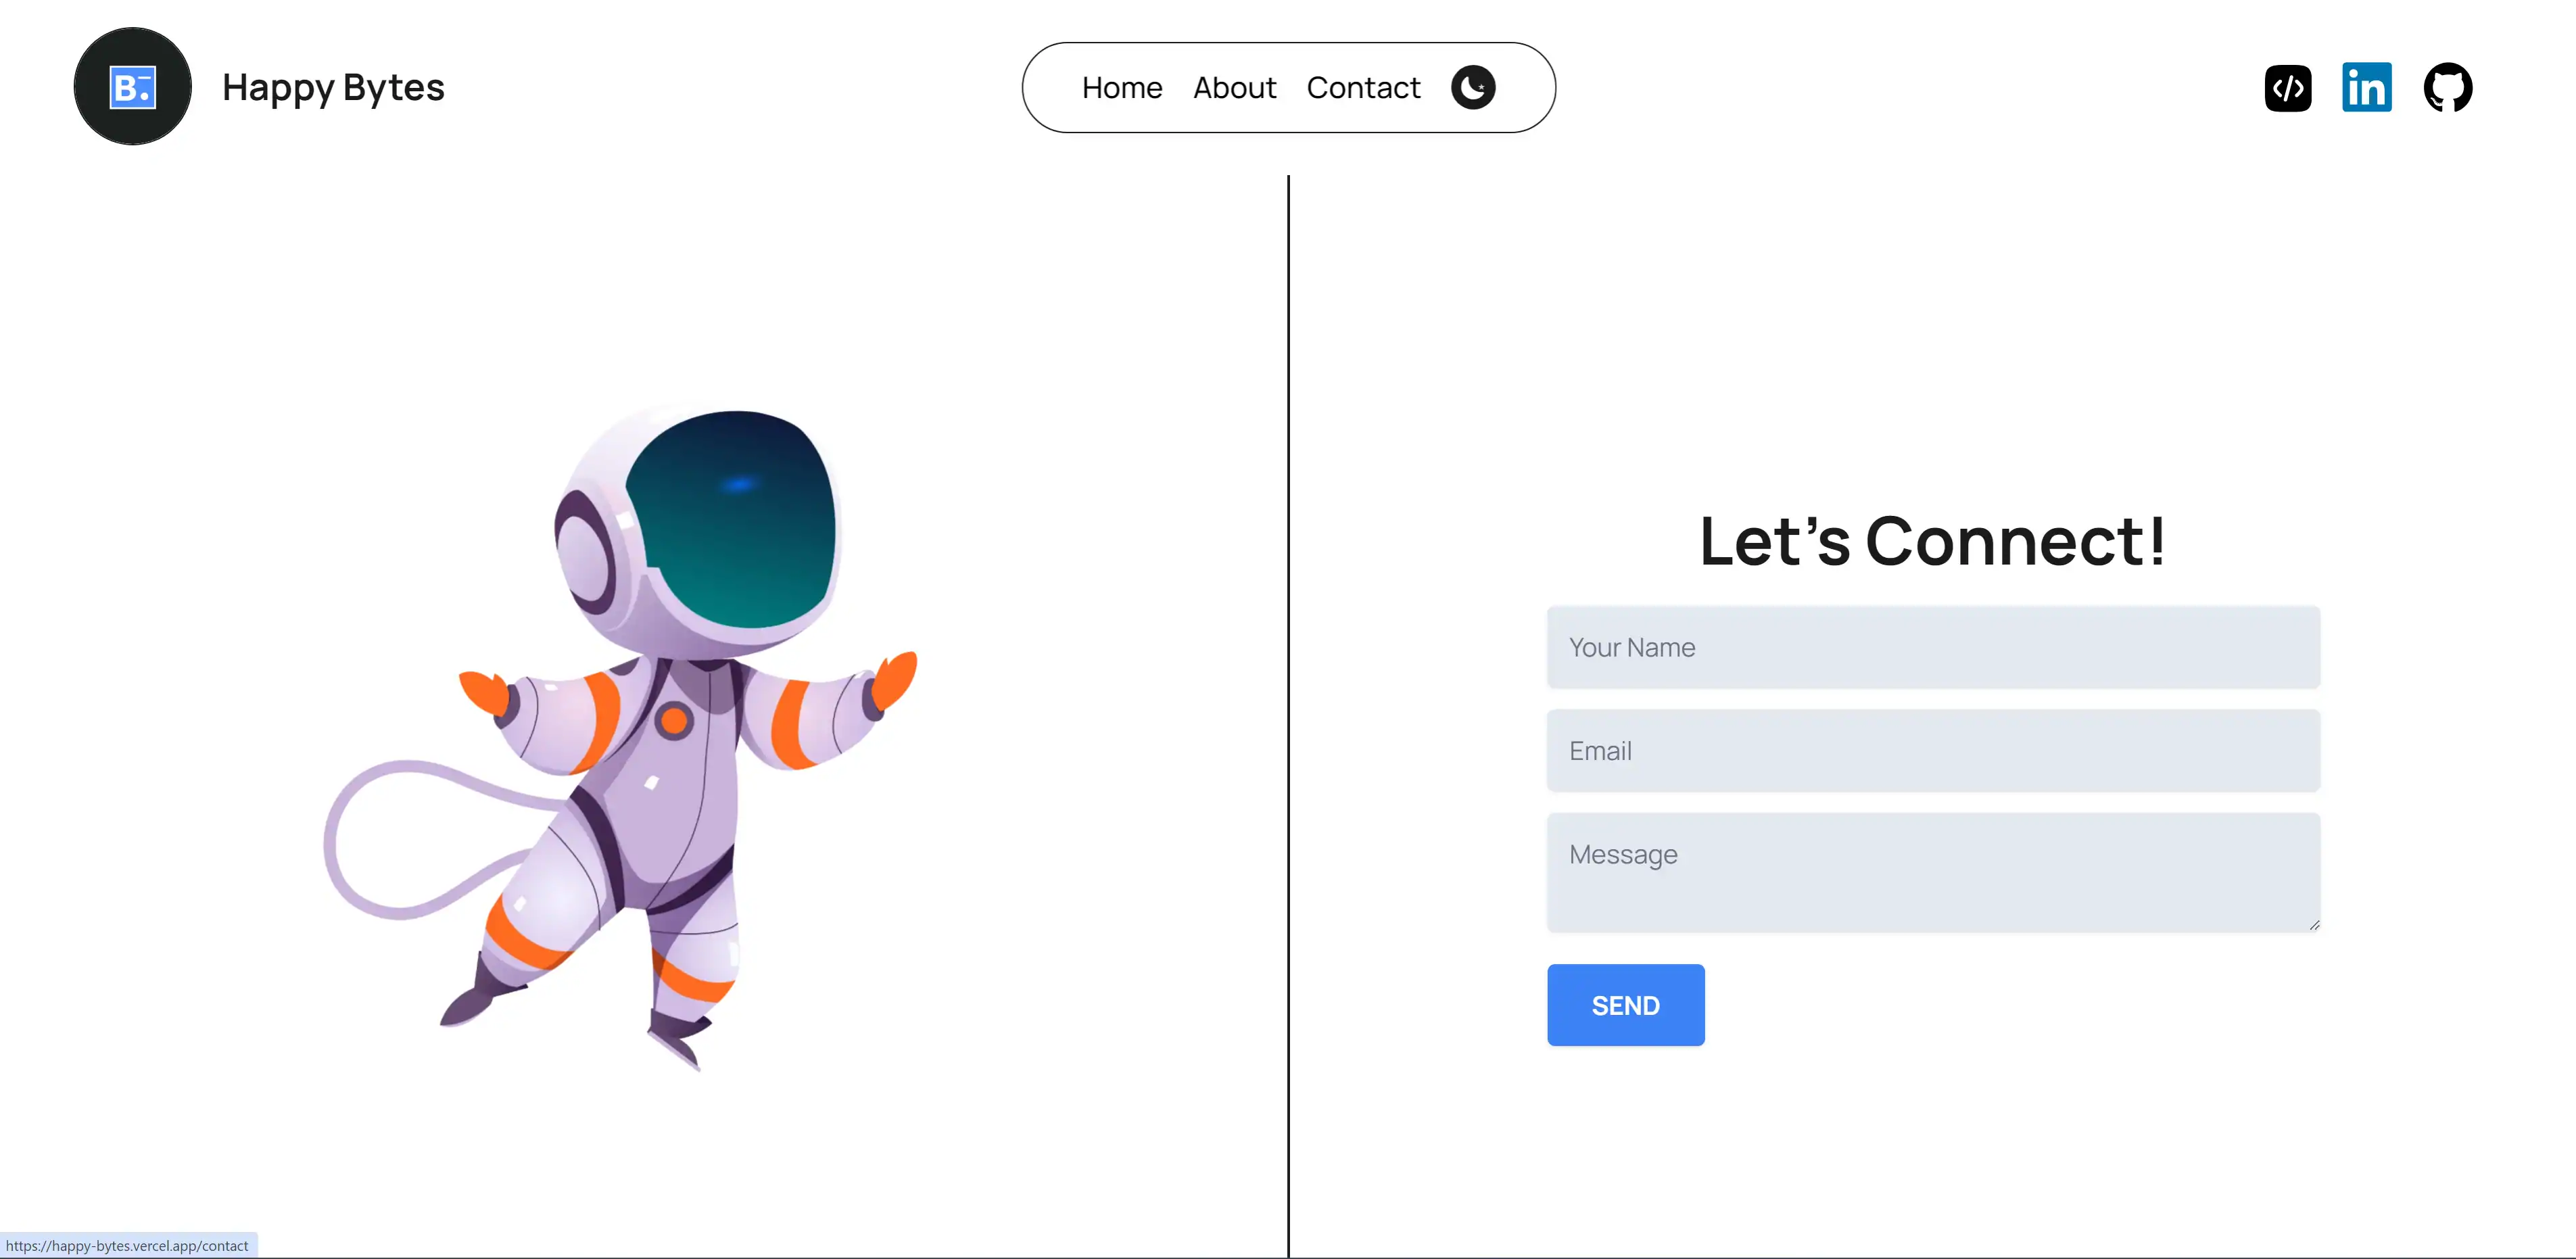 B.
Happy Bytes
Home About Contact
in
Let's Connect!
Your Name
Email
Message
SEND
https://happy-bytes.vercel.app/contact